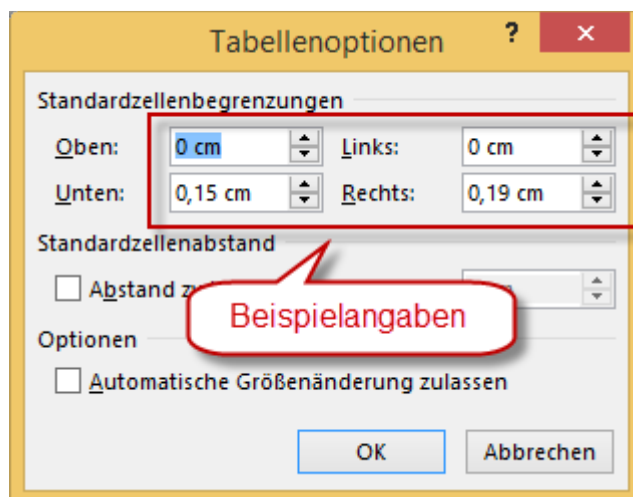 Tabellenoptionen ? ×
Standardzellenbegrenzungen
Oben: 0 cm Links: 0 cm
Unten: 0,15 cm Rechts: 0,19 cm
Standardzellenabstand
Abstand
Beispielangaben
Optionen
Automatische Größenänderung zulassen
OK Abbrechen